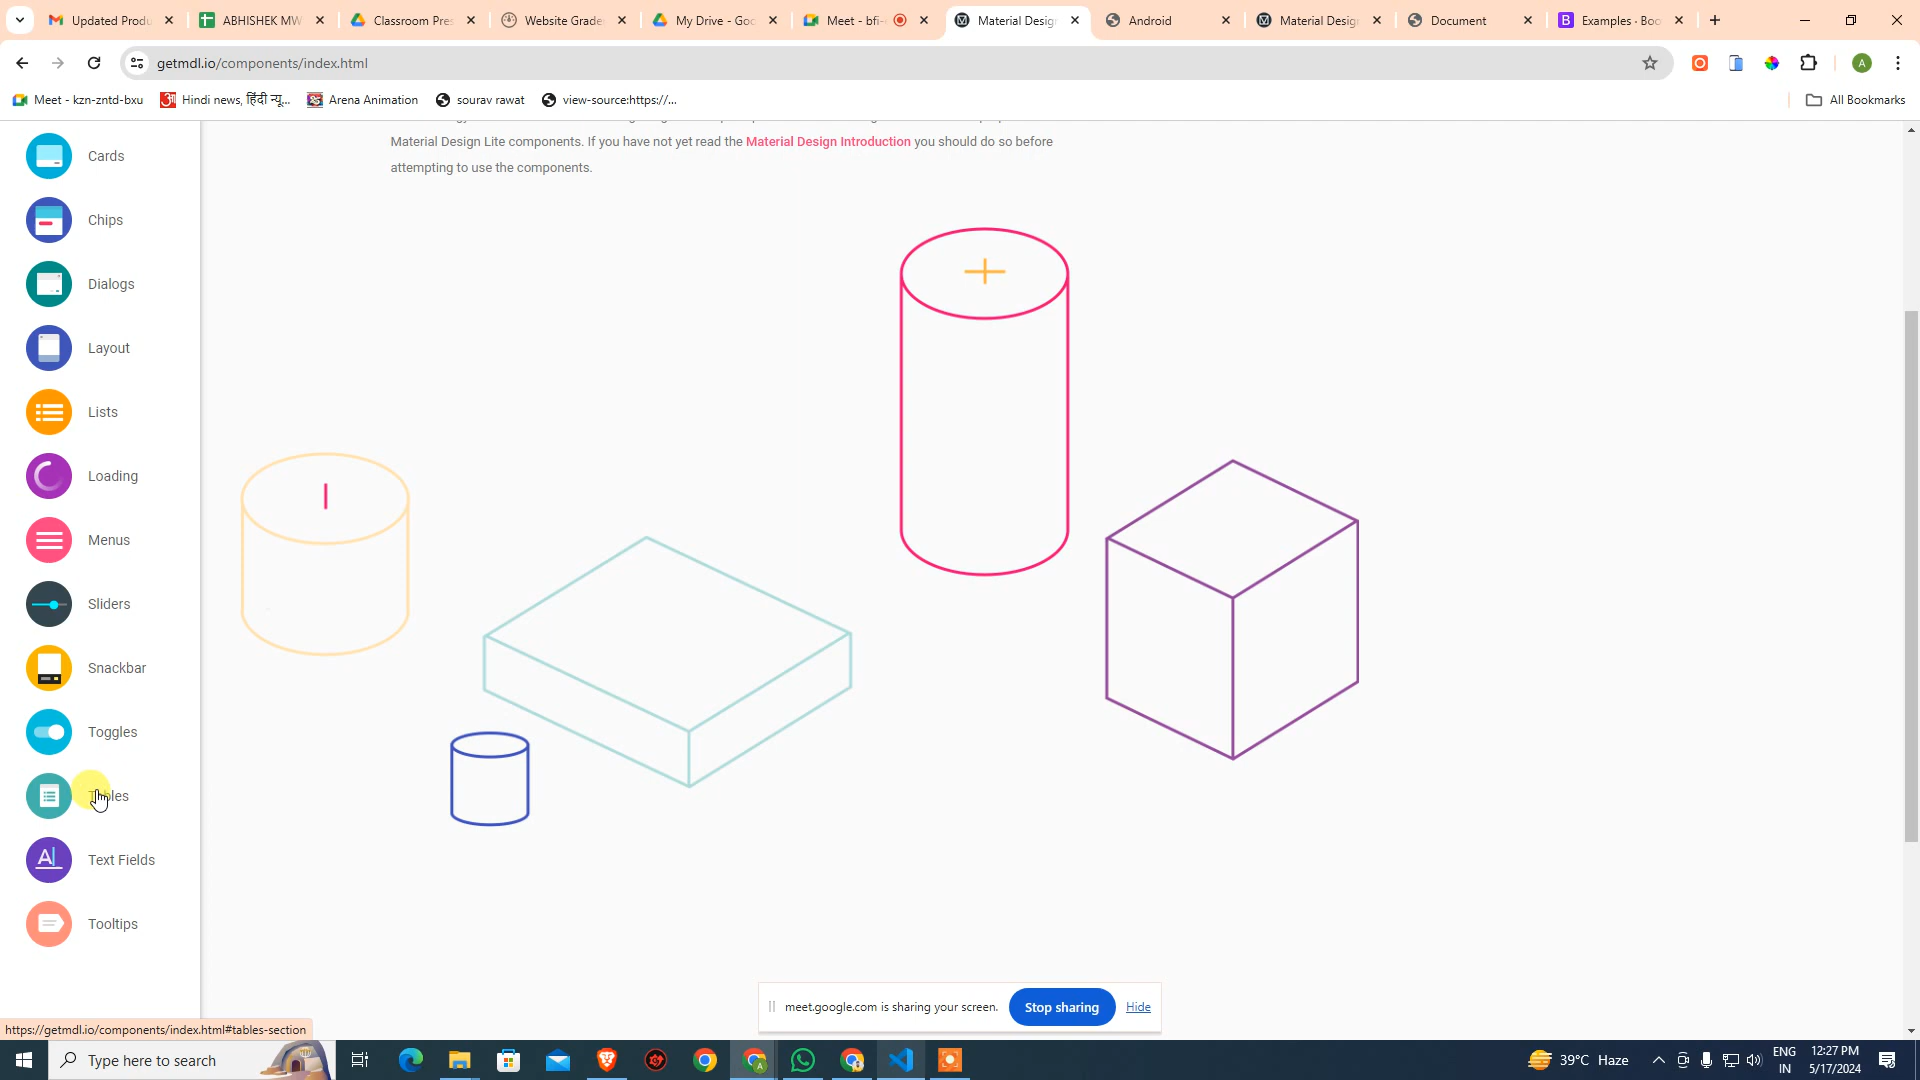 Updated Produ
ABHISHEK MW
Classroom Pre
Website Grade
My Drive - Goo
Meet - bfi-
Material Design
Android
Material Design
Document
Examples · Boo
getmdl.io/components/index.html
A
Meet - kzn-zntd-bxu
Hindi news, हिंदी न्यू...
Arena Animation
sourav rawat
view-source:https://...
All Bookmarks
Material Design Lite components. If you have not yet read the Material Design Introduction you should do so before
attempting to use the components.
Cards
Chips
Dialogs
Layout
Lists
Loading
Menus
Sliders
Snackbar
Toggles
Tables
Text Fields
Tooltips
meet.google.com is sharing your screen.
Stop sharing
Hide
https://getmdl.io/components/index.html#tables-section
Type here to search
39°C Haze
ENG
IN
12:27 PM
5/17/2024